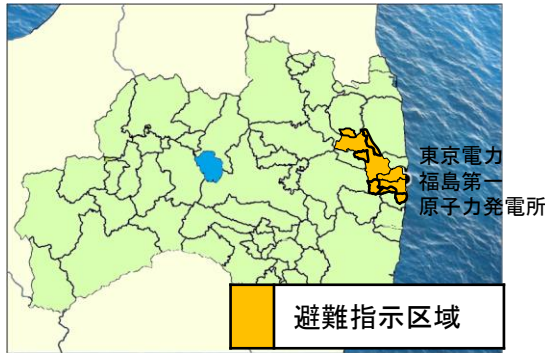 東京電力
福島第一
原子力発電所
避難指示区域